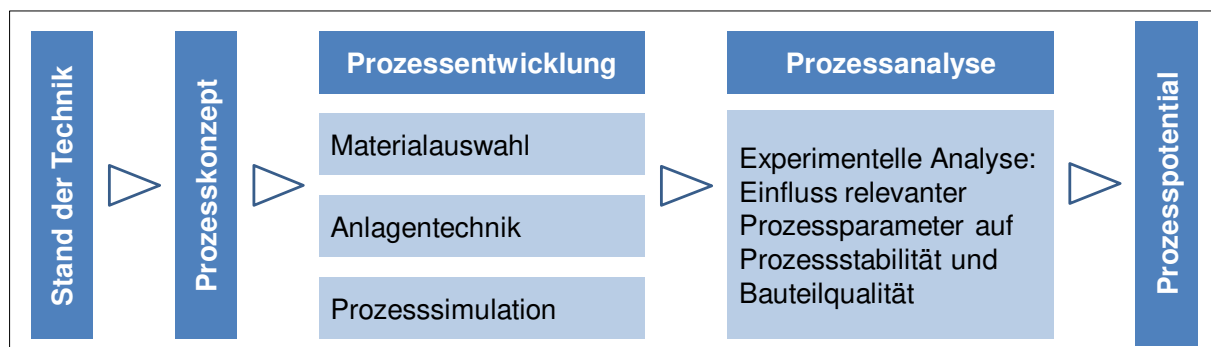 Stand der Technik
Prozesskonzept
Prozessentwicklung
Materialauswahl
Anlagentechnik
Prozesssimulation
Prozessanalyse
Experimentelle Analyse:
Einfluss relevanter
Prozessparameter auf
Prozessstabilität und
Bauteilqualität
Prozesspotential